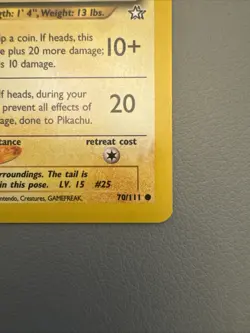 gth: 1' 4", Weight: 13 lbs.
ip a coin. If heads, this
e plus 20 more damage; 10+
s 10 damage.
f heads, during your
prevent all effects of 20
age, done to Pikachu.
tance retreat cost
rroundings. The tail is
in this pose. LV. 15 #25
ntendo, Creatures, GAMEFREAK. 70/111 ●